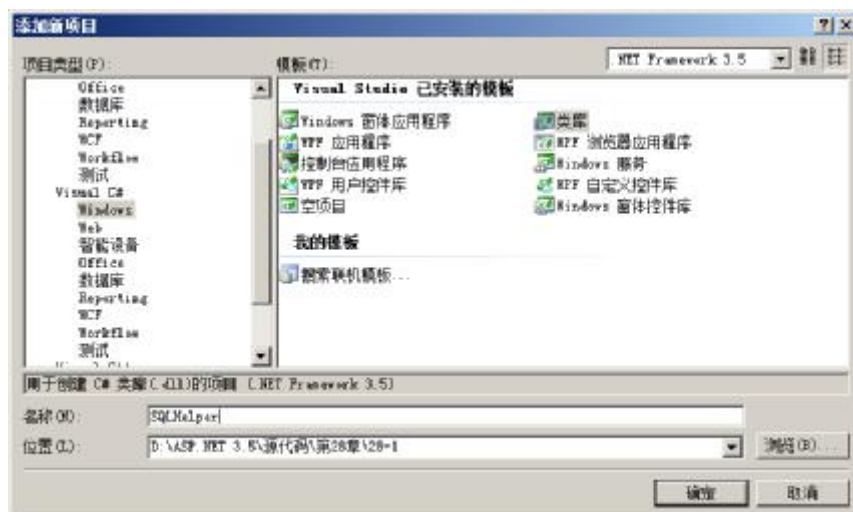 添加新项目
项目类型(P):
模板(T):
.NET Framework 3.5
Office
数据库
Reporting
WCF
Workflow
测试
Visual C#
Windows
Web
智能设备
Office
数据库
Reporting
WCF
Workflow
测试
Visual Studio 已安装的模板
Windows 窗体应用程序
类库
WPF 应用程序
WPF 浏览器应用程序
控制台应用程序
Windows 服务
WPF 用户控件库
WPF 自定义控件库
空项目
Windows 窗体控件库
我的模板
搜索联机模板...
用于创建 C# 类库(.dll)的项目 (.NET Framework 3.5)
名称(N):
SQLHelper
位置(L):
D:\ASP.NET 3.5\源代码\第28章\28-1
浏览(B)...
确定
取消